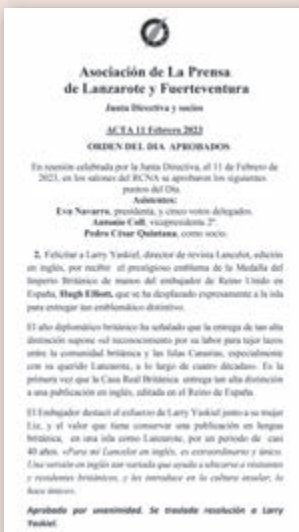 Asociación de La Prensa
de Lanzarote y Fuerteventura
Junta Directiva y socios
ACTA 11 Febrero 2023
ORDEN DEL DIA APROBADOS
En reunión celebrada por la Junta Directiva, el 11 de Febrero de
2023, en los salones del RCNA se aprobaron los siguientes
puntos del Día.
Asistentes:
Eva Navarro, presidenta, y cinco votos delegados.
Antonio Coll, vicepresidente 2º
Pedro César Quintana, como socio.
2. Felicitar a Larry Yaskiel, director de revista Lancelot, edición
en inglés, por recibir el prestigioso emblema de la Medalla del
Imperio Británico de manos del embajador de Reino Unido en
España, Hugh Elliott, que se ha desplazado expresamente a la isla
para entregar tan emblemático distintivo.
El alto diplomático británico ha señalado que la entrega de tan alta
distinción supone «el reconocimiento por su labor para tejer lazos
entre la comunidad británica y las Islas Canarias, especialmente
con su querido Lanzarote, a lo largo de cuatro décadas». Es la
primera vez que la Casa Real Británica entrega tan alta distinción
a una publicación en inglés, editada en el Reino de España.
El Embajador destacó el esfuerzo de Larry Yaskiel junto a su mujer
Liz, y el valor que tiene conservar una publicación en lengua
británica, en una isla como Lanzarote, por un periodo de casi
40 años. «Para mí Lancelot en inglés, es extraordinario y único.
Una versión en inglés tan variada que ayuda a ubicarse a visitantes
y residentes británicos, y les introduce en la cultura insular, lo
hace único».
Aprobado por unanimidad. Se traslada resolución a Larry
Yaskiel.